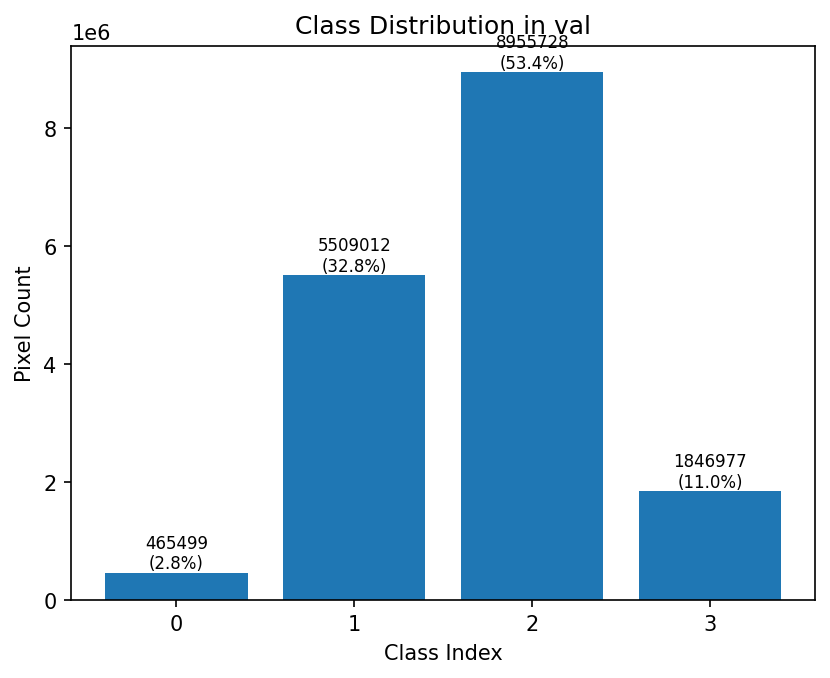 Class Distribution in val
1e6
8955728
(53.4%)
8
6
5509012
(32.8%)
4
2
1846977
(11.0%)
465499
(2.8%)
0
Pixel Count
0 1 2 3
Class Index